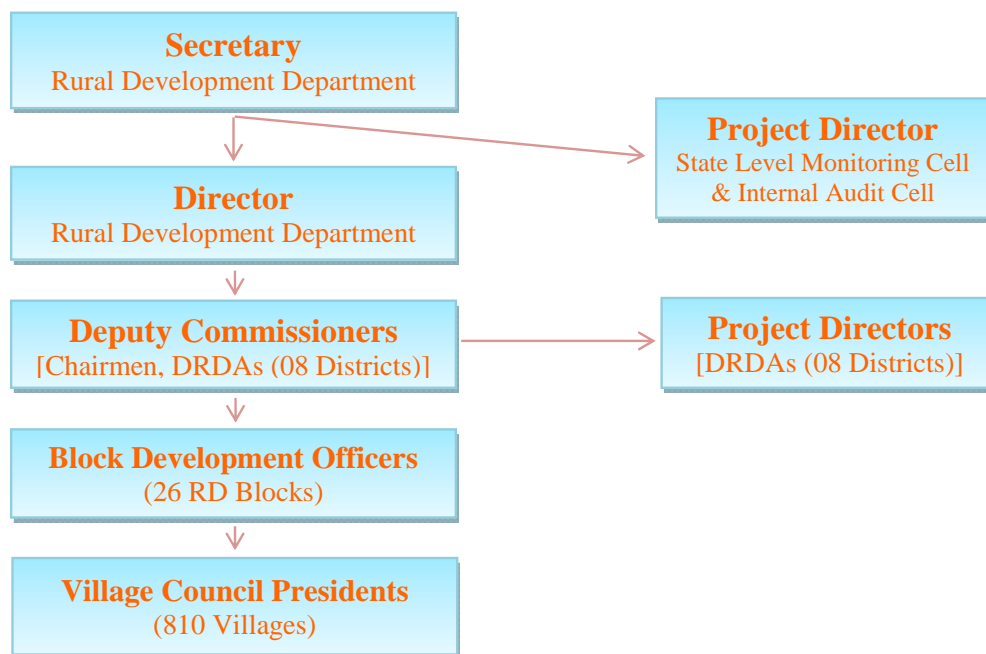 Secretary
Rural Development Department
Project Director
State Level Monitoring Cell
& Internal Audit Cell
Director
Rural Development Department
Deputy Commissioners
[Chairmen, DRDAs (08 Districts)]
Project Directors
[DRDAs (08 Districts)]
Block Development Officers
(26 RD Blocks)
Village Council Presidents
(810 Villages)